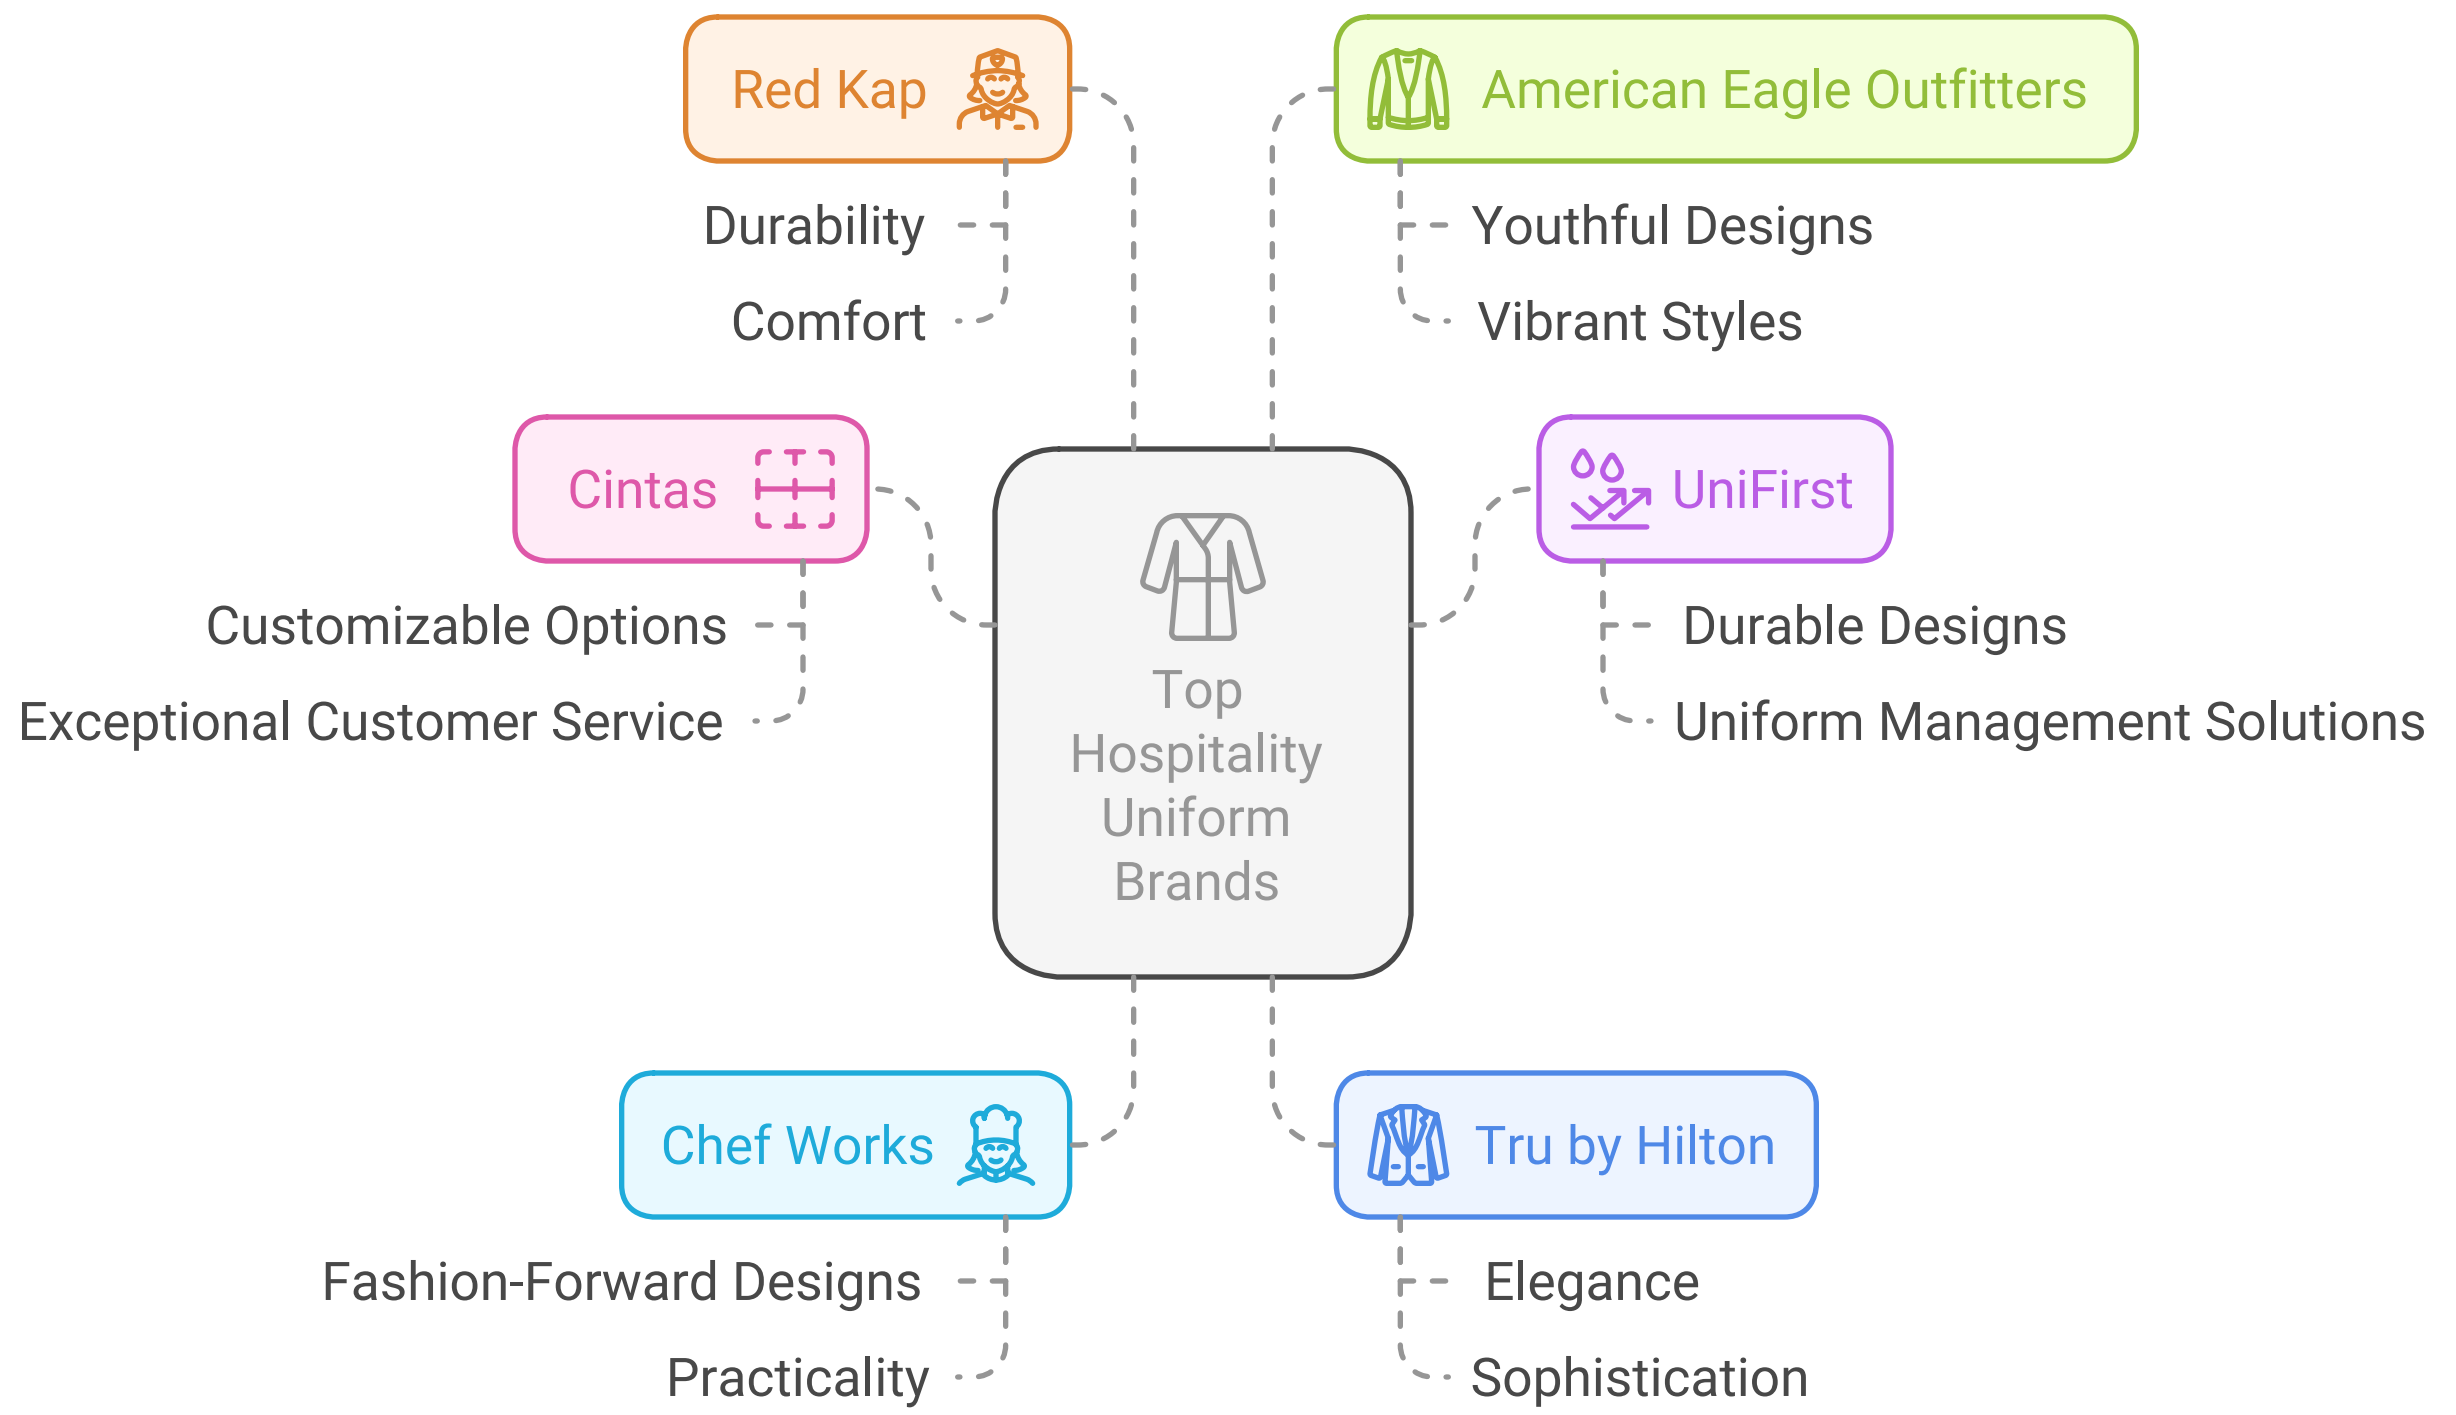 Red Kap
Durability
Comfort
American Eagle Outfitters
Youthful Designs
Vibrant Styles
Cintas
Customizable Options
Exceptional Customer Service
Top
Hospitality
Uniform
Brands
UniFirst
Durable Designs
Uniform Management Solutions
Chef Works
Fashion-Forward Designs
Practicality
Tru by Hilton
Elegance
Sophistication